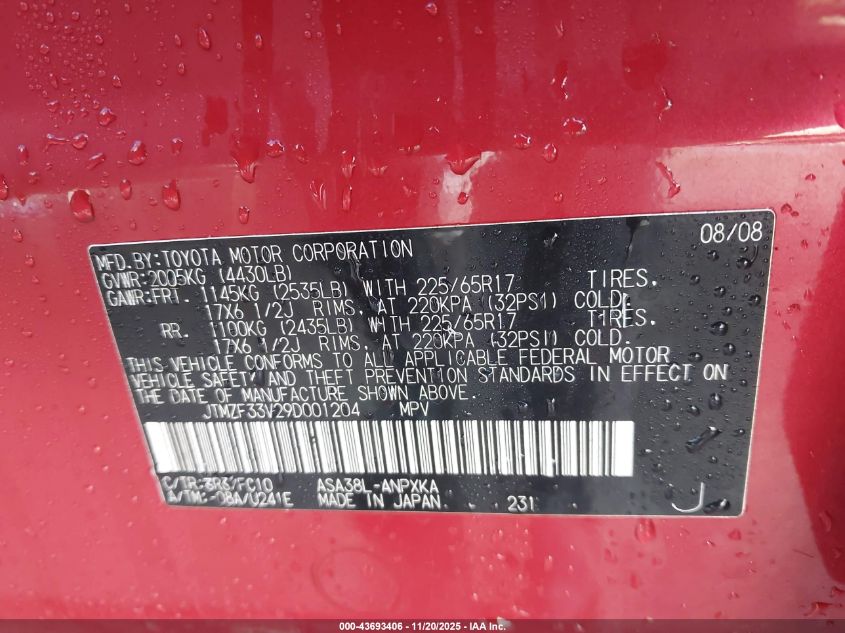 MFD.BY:TOYOTA MOTOR CORPORATION 08/08
GVWR:2005KG (4430LB)
GAWR:FRT. 1145KG (2535LB) WITH 225/65R17 TIRES.
17X6 1/2J RIMS. AT 220KPA (32PSI) COLD.
RR. 1100KG (2435LB) WITH 225/65R17 TIRES.
17X6 1/2J RIMS. AT 220KPA (32PSI) COLD.
THIS VEHICLE CONFORMS TO ALL APPLICABLE FEDERAL MOTOR
VEHICLE SAFETY AND THEFT PREVENTION STANDARDS IN EFFECT ON
THE DATE OF MANUFACTURE SHOWN ABOVE.
JTMZF33V29D001204 MPV
C/TR:3R3/FC10 ASA38L-ANPXKA
A/TM:-08A/U241E MADE IN JAPAN 231 J
000-43693406 - 11/20/2025 - IAA Inc.